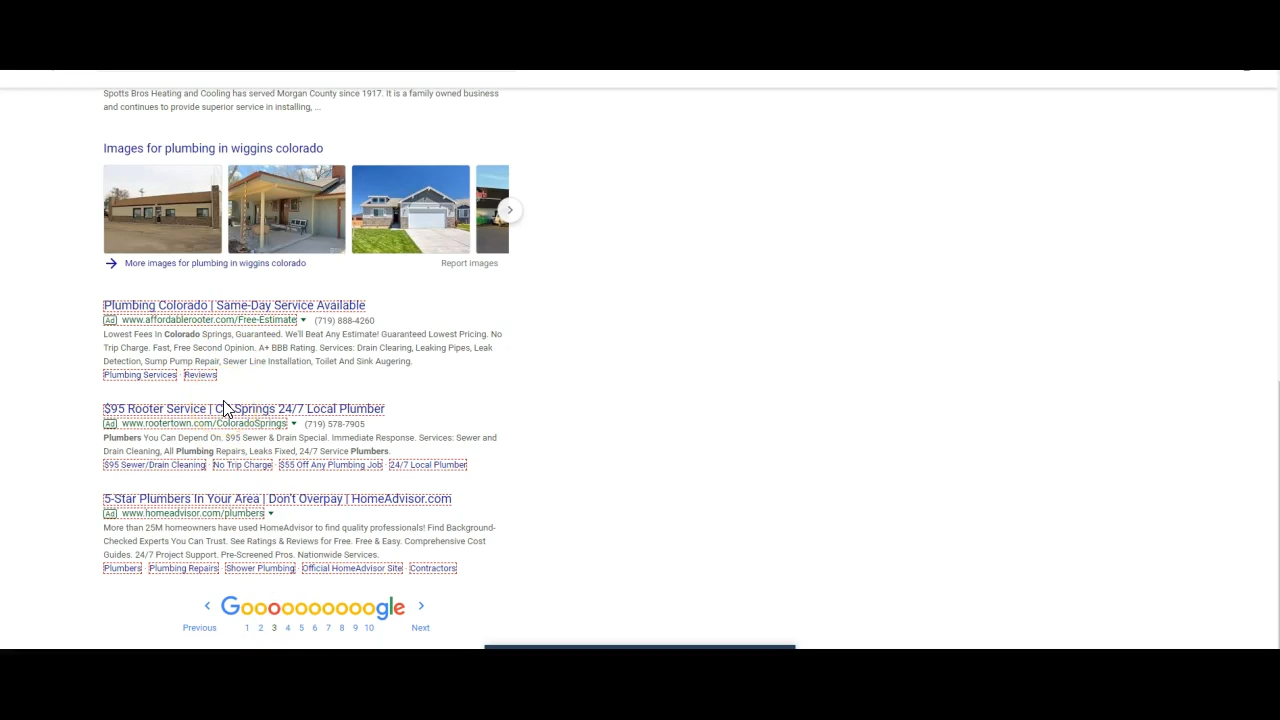 Spotts Bros Heating and Cooling has served Morgan County since 1917. It is a family owned business
and continues to provide superior service in installing, ...
Images for plumbing in wiggins colorado
More images for plumbing in wiggins colorado
Report images
Plumbing Colorado | Same-Day Service Available
Ad www.affordablerooter.com/Free-Estimate (719) 888-4260
Lowest Fees In Colorado Springs, Guaranteed. We'll Beat Any Estimate! Guaranteed Lowest Pricing. No
Trip Charge. Fast, Free Second Opinion. A+ BBB Rating. Services: Drain Clearing, Leaking Pipes, Leak
Detection, Sump Pump Repair, Sewer Line Installation, Toilet And Sink Augering.
Plumbing Services · Reviews
$95 Rooter Service | Springs 24/7 Local Plumber
Ad www.rootertown.com/ColoradoSprings (719) 578-7905
Plumbers You Can Depend On. $95 Sewer & Drain Special. Immediate Response. Services: Sewer and
Drain Cleaning, All Plumbing Repairs, Leaks Fixed, 24/7 Service Plumbers.
$95 Sewer/Drain Cleaning · No Trip Charge · $55 Off Any Plumbing Job · 24/7 Local Plumber
5-Star Plumbers In Your Area | Don't Overpay | HomeAdvisor.com
Ad www.homeadvisor.com/plumbers
More than 25M homeowners have used HomeAdvisor to find quality professionals! Find Background-
Checked Experts You Can Trust. See Ratings & Reviews for Free. Free & Easy. Comprehensive Cost
Guides. 24/7 Project Support. Pre-Screened Pros. Nationwide Services.
Plumbers · Plumbing Repairs · Shower Plumbing · Official HomeAdvisor Site · Contractors
Goooooooooogle
Previous 1 2 3 4 5 6 7 8 9 10 Next